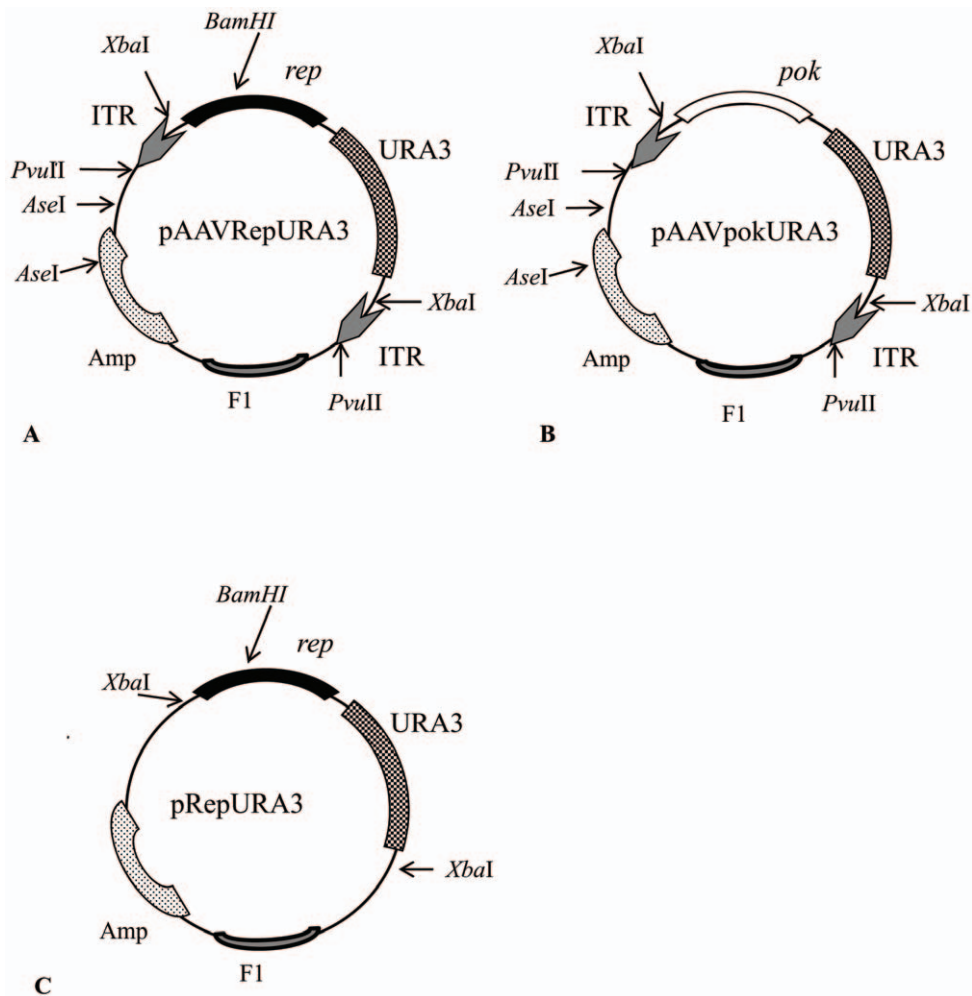 BamHI
XbaI
rep
ITR
URA3
PvuII
AseI
pAAVRepURA3
AseI
XbaI
Amp
ITR
F1
PvuII
A
XbaI
pok
ITR
URA3
PvuII
AseI
pAAVpokURA3
AseI
XbaI
Amp
ITR
F1
PvuII
B
BamHI
rep
XbaI
URA3
pRepURA3
XbaI
Amp
F1
C